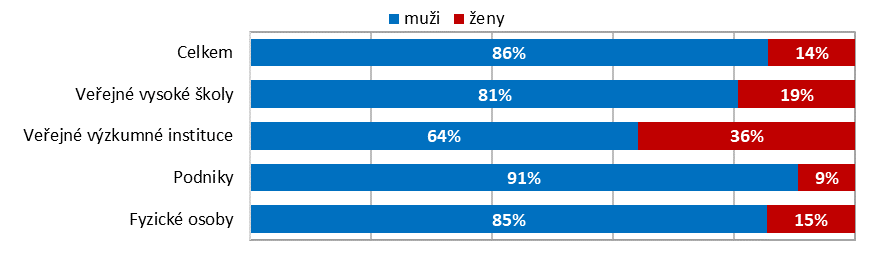 muži ženy
Celkem 86% 14%
Veřejné vysoké školy 81% 19%
Veřejné výzkumné instituce 64% 36%
Podniky 91% 9%
Fyzické osoby 85% 15%